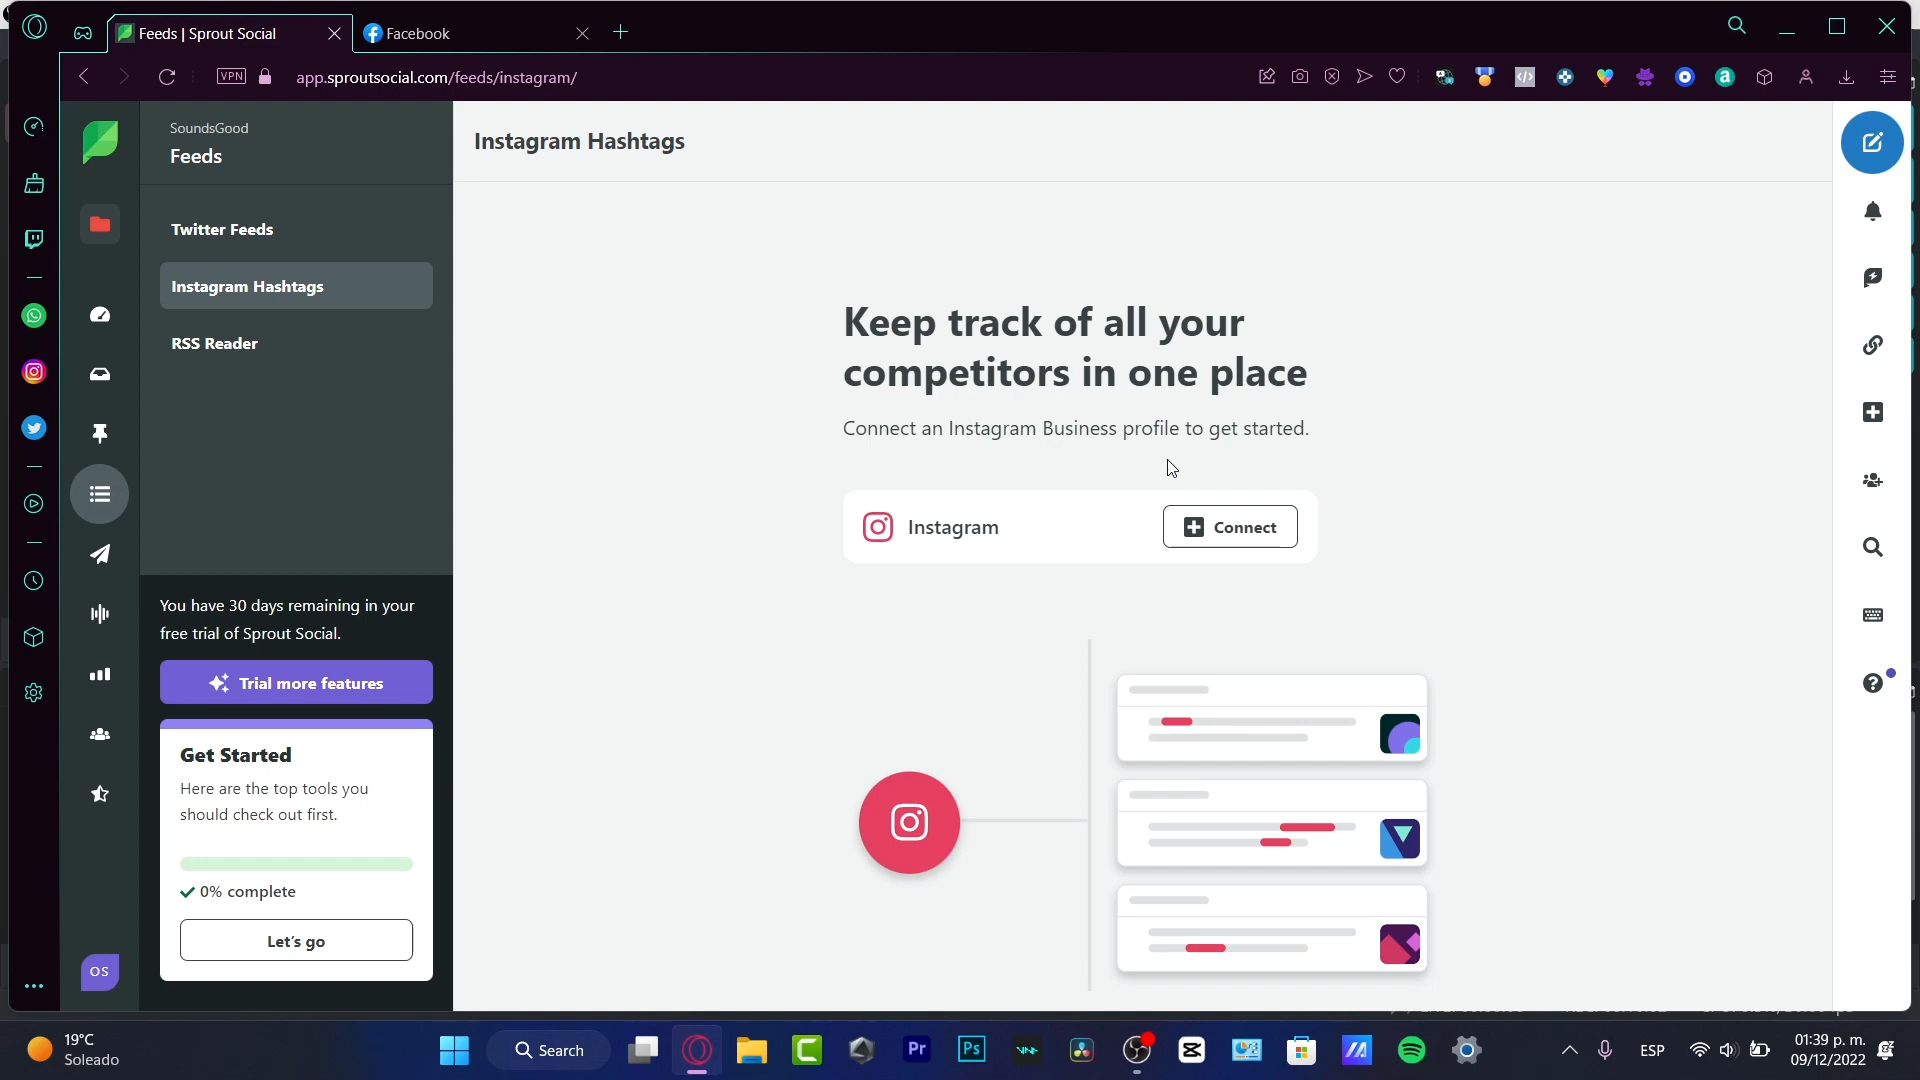 Feeds | Sprout Social
Facebook
VPN
app.sproutsocial.com/feeds/instagram/
SoundsGood
Feeds
Twitter Feeds
Instagram Hashtags
RSS Reader
You have 30 days remaining in your
free trial of Sprout Social.
Trial more features
Get Started
Here are the top tools you
should check out first.
0% complete
Let's go
OS
Instagram Hashtags
Keep track of all your
competitors in one place
Connect an Instagram Business profile to get started.
Instagram
Connect
19°C
Soleado
Search
Pr
Ps
ESP
01:39 p. m.
09/12/2022